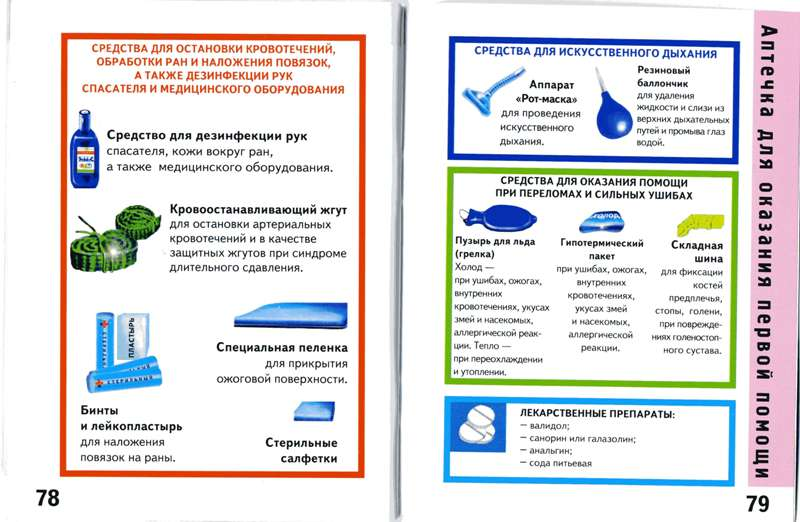 СРЕДСТВА ДЛЯ ОСТАНОВКИ КРОВОТЕЧЕНИЙ,
ОБРАБОТКИ РАН И НАЛОЖЕНИЯ ПОВЯЗОК,
А ТАКЖЕ ДЕЗИНФЕКЦИИ РУК
СПАСАТЕЛЯ И МЕДИЦИНСКОГО ОБОРУДОВАНИЯ
Средство для дезинфекции рук
спасателя, кожи вокруг ран,
а также медицинского оборудования.
Кровоостанавливающий жгут
для остановки артериальных
кровотечений и в качестве
защитных жгутов при синдроме
длительного сдавления.
ПЛАСТЫРЬ
СТЕРИЛЬНЫЙ
Специальная пеленка
для прикрытия
ожоговой поверхности.
Бинты
и лейкопластырь
для наложения
повязок на раны.
Стерильные
салфетки
78
СРЕДСТВА ДЛЯ ИСКУССТВЕННОГО ДЫХАНИЯ
Аппарат
«Рот-маска»
для проведения
искусственного
дыхания.
Резиновый
баллончик
для удаления
жидкости и слизи из
верхних дыхательных
путей и промыва глаз
водой.
СРЕДСТВА ДЛЯ ОКАЗАНИЯ ПОМОЩИ
ПРИ ПЕРЕЛОМАХ И СИЛЬНЫХ УШИБАХ
Пузырь для льда
(грелка)
Холод —
при ушибах, ожогах,
внутренних
кровотечениях, укусах
змей и насекомых,
аллергической реак-
ции. Тепло —
при переохлаждении
и утоплении.
Гипотермический
пакет
при ушибах, ожогах,
внутренних
кровотечениях,
укусах змей
и насекомых,
аллергической
реакции.
Складная
шина
для фиксации
костей
предплечья,
стопы, голени,
при поврежде-
ниях голеностоп-
ного сустава.
ЛЕКАРСТВЕННЫЕ ПРЕПАРАТЫ:
– валидол;
– санорин или галазолин;
– анальгин;
– сода питьевая
Аптечка для оказания первой помощи
79